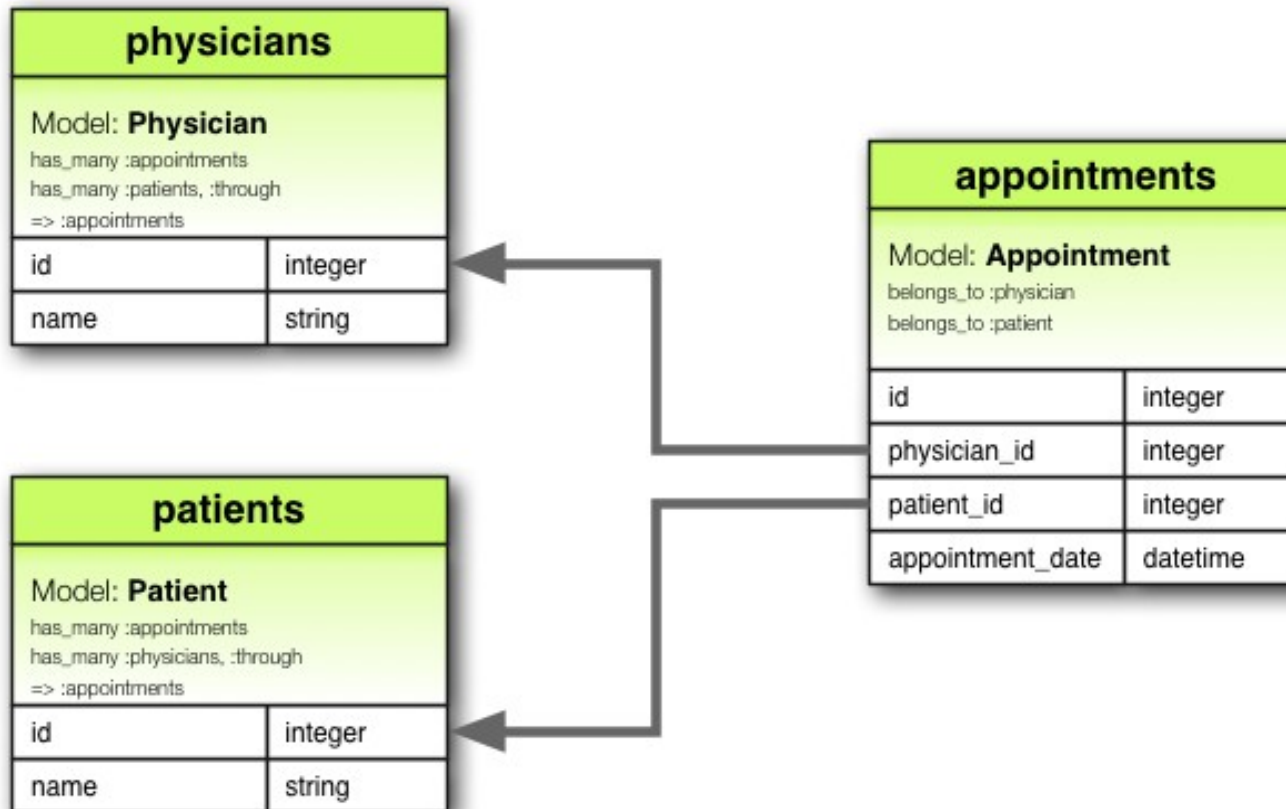 physicians
Model: Physician
has_many :appointments
has_many :patients, :through
=> :appointments
id integer
name string
appointments
Model: Appointment
belongs_to :physician
belongs_to :patient
id integer
physician_id integer
patient_id integer
appointment_date datetime
patients
Model: Patient
has_many :appointments
has_many :physicians, :through
=> :appointments
id integer
name string